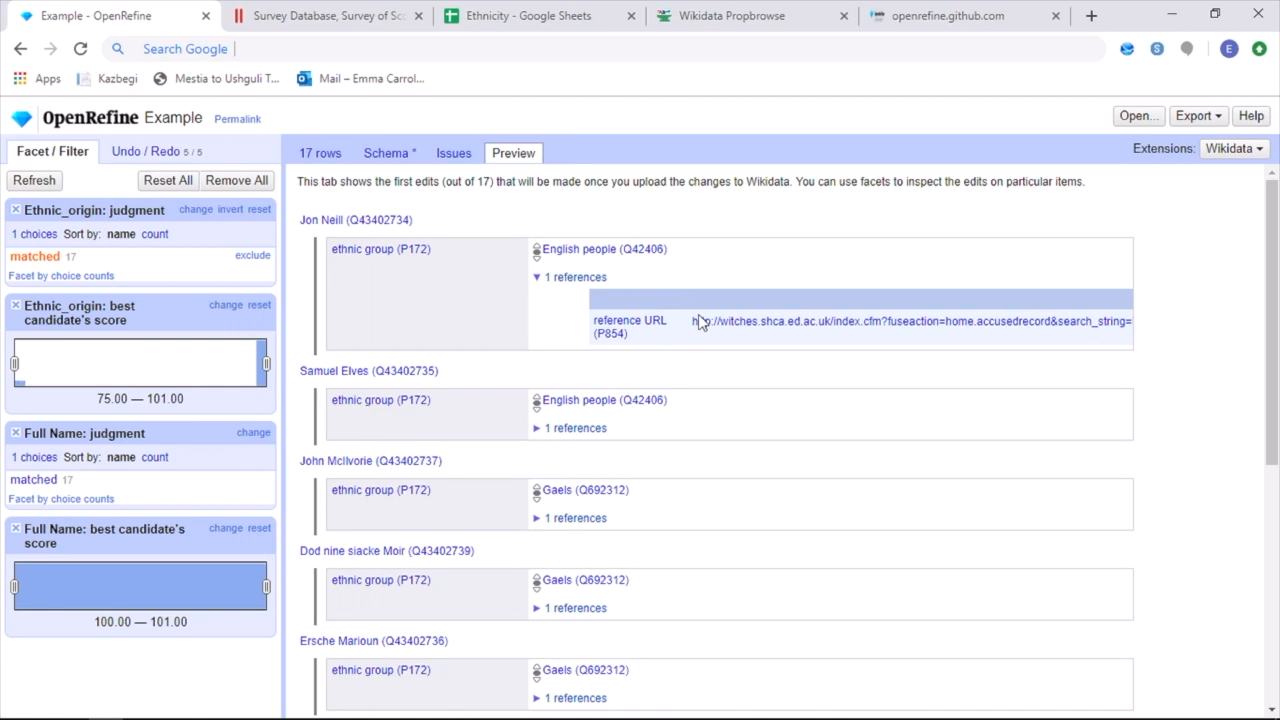 Example - OpenRefine
Survey Database, Survey of Sc
Ethnicity - Google Sheets
Wikidata Propbrowse
openrefine.github.com
Search Google
E
Apps
Kazbegi
Mestia to Ushguli T...
Mail – Emma Carrol...
OpenRefine Example Permalink
Open...
Export
Help
Facet / Filter
Undo / Redo 5 / 5
17 rows
Schema *
Issues
Preview
Extensions: Wikidata
Refresh
Reset All
Remove All
This tab shows the first edits (out of 17) that will be made once you upload the changes to Wikidata. You can use facets to inspect the edits on particular items.
Ethnic_origin: judgment change invert reset
1 choices Sort by: name count
matched 17 exclude
Facet by choice counts
Ethnic_origin: best candidate's score change reset
75.00 — 101.00
Full Name: judgment change
1 choices Sort by: name count
matched 17
Facet by choice counts
Full Name: best candidate's score change reset
100.00 — 101.00
Jon Neill (Q43402734)
ethnic group (P172)
English people (Q42406)
1 references
reference URL (P854)
http://witches.shca.ed.ac.uk/index.cfm?fuseaction=home.accusedrecord&search_string=
Samuel Elves (Q43402735)
ethnic group (P172)
English people (Q42406)
1 references
John McIlvorie (Q43402737)
ethnic group (P172)
Gaels (Q692312)
1 references
Dod nine siacke Moir (Q43402739)
ethnic group (P172)
Gaels (Q692312)
1 references
Ersche Marioun (Q43402736)
ethnic group (P172)
Gaels (Q692312)
1 references